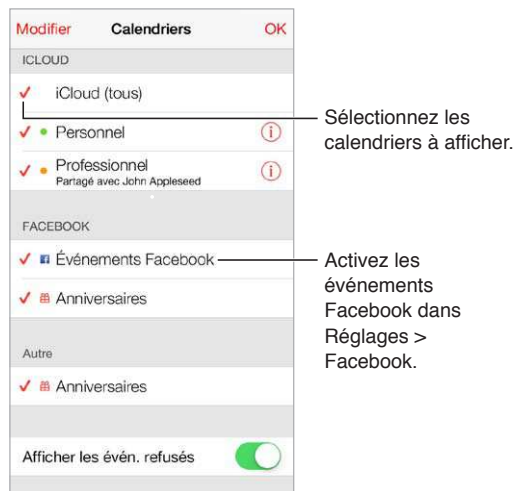 Modifier Calendriers OK
ICLOUD
iCloud (tous)
Personnel
Professionnel
Partagé avec John Appleseed
FACEBOOK
Événements Facebook
Anniversaires
Autre
Anniversaires
Afficher les évén. refusés
Sélectionnez les
calendriers à afficher.
Activez les
événements
Facebook dans
Réglages >
Facebook.